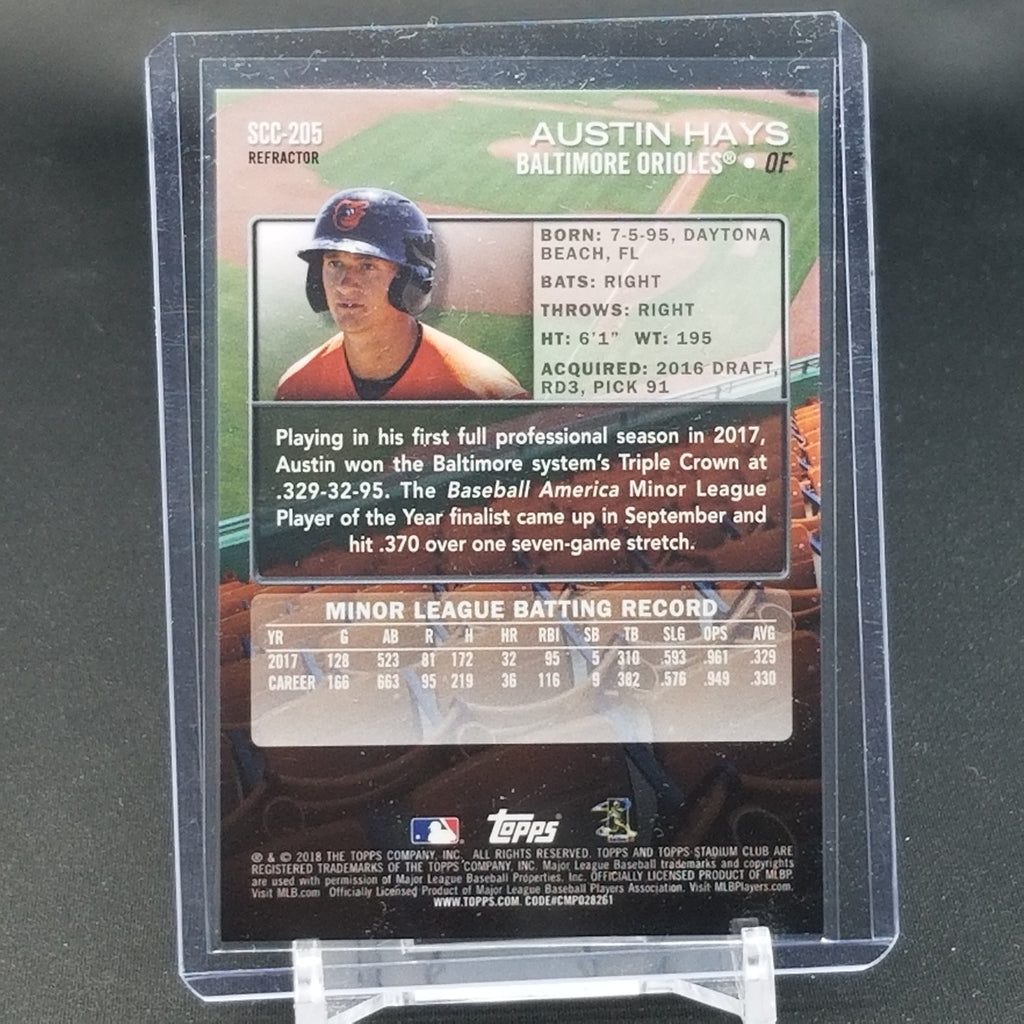 SCC-205
REFRACTOR
AUSTIN HAYS
BALTIMORE ORIOLES® • OF
BORN: 7-5-95, DAYTONA
BEACH, FL
BATS: RIGHT
THROWS: RIGHT
HT: 6'1" WT: 195
ACQUIRED: 2016 DRAFT,
RD3, PICK 91
Playing in his first full professional season in 2017,
Austin won the Baltimore system's Triple Crown at
.329-32-95. The Baseball America Minor League
Player of the Year finalist came up in September and
hit .370 over one seven-game stretch.
MINOR LEAGUE BATTING RECORD
YR G AB R H HR RBI SB TB SLG OPS AVG
2017 128 523 81 172 32 95 5 310 .593 .961 .329
CAREER 166 663 95 219 36 116 9 382 .576 .949 .330
Topps®
® & © 2018 THE TOPPS COMPANY, INC. ALL RIGHTS RESERVED. TOPPS AND TOPPS STADIUM CLUB ARE
REGISTERED TRADEMARKS OF THE TOPPS COMPANY, INC. Major League Baseball trademarks and copyrights
are used with permission of Major League Baseball Properties, Inc. OFFICIALLY LICENSED PRODUCT OF MLBP.
Visit MLB.com Officially Licensed Product of Major League Baseball Players Association. Visit MLBPlayers.com.
WWW.TOPPS.COM. CODE#CMP028261